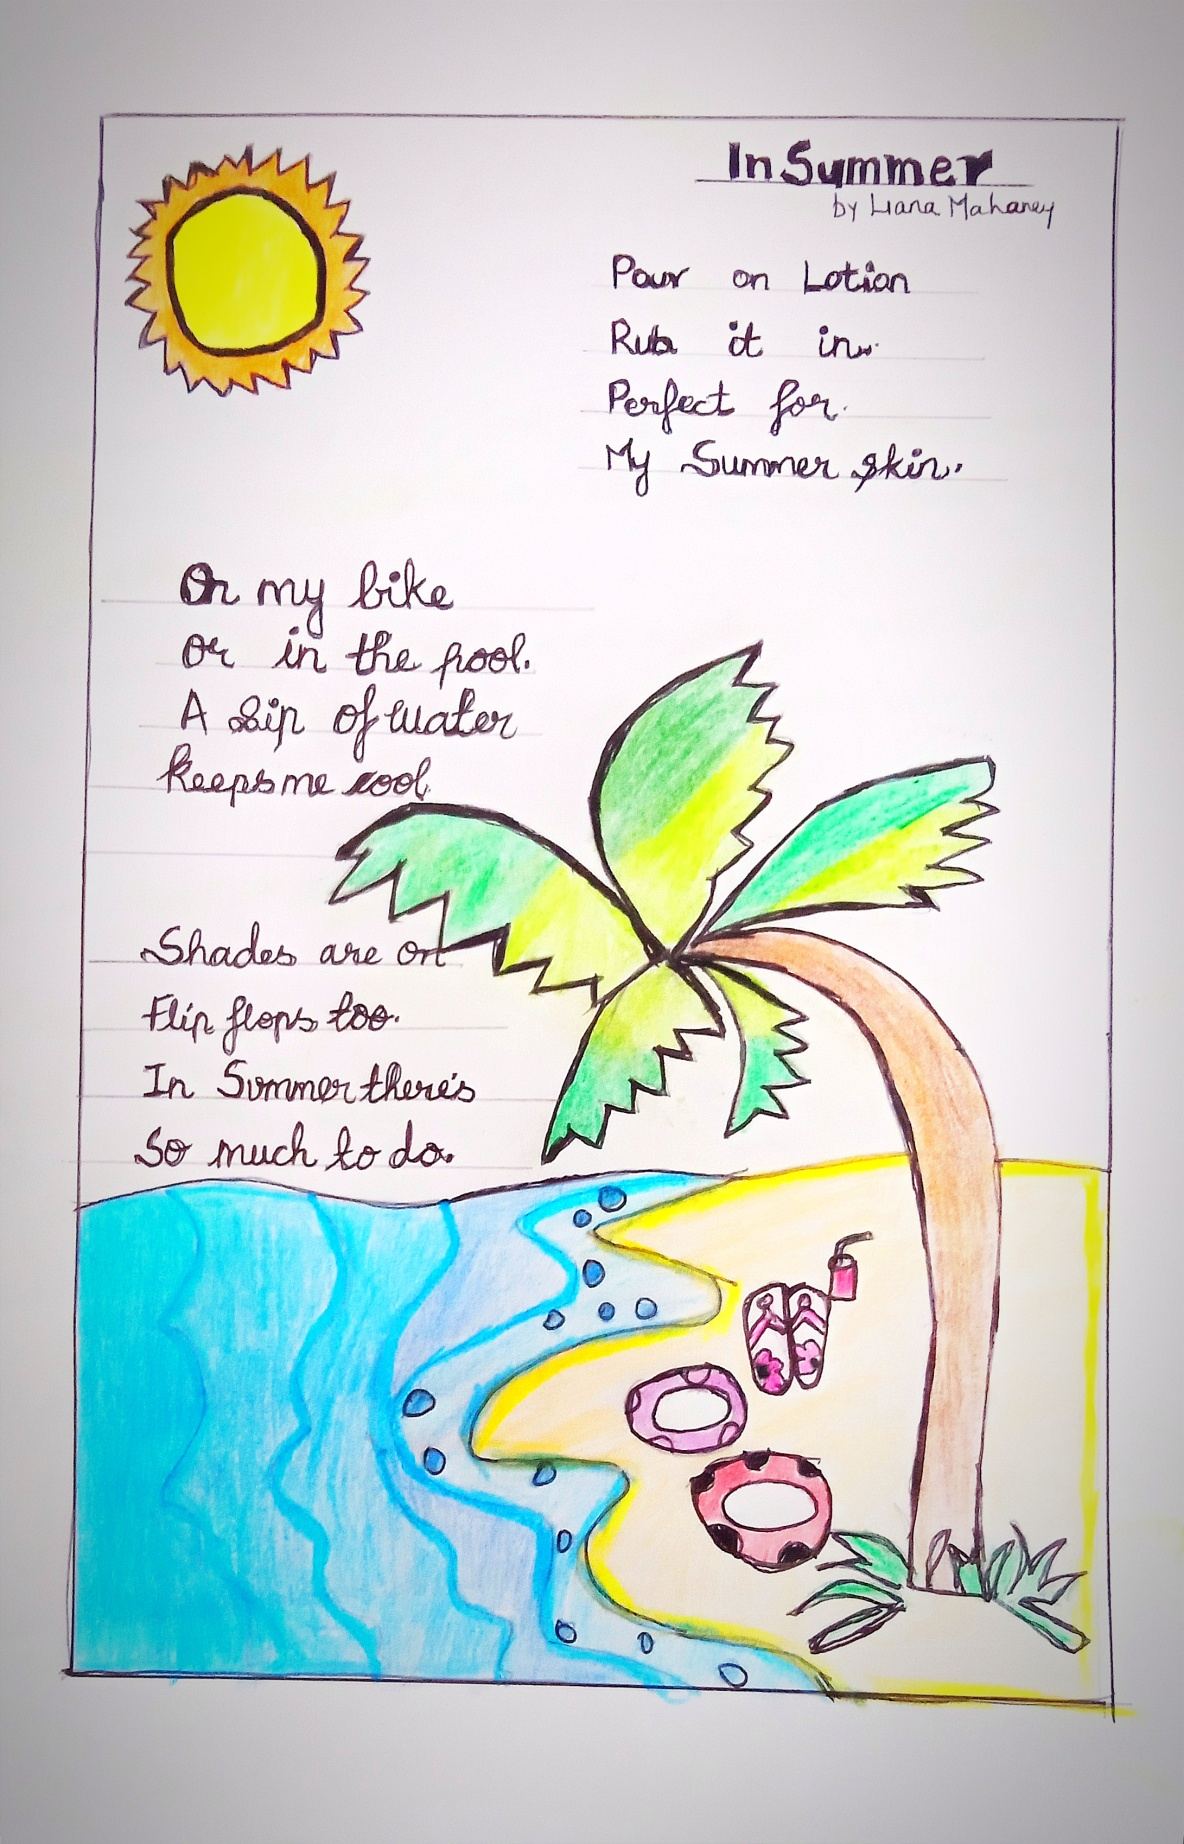 In Summer
by Liana Mahaney
Pour on Lotion
Rub it in.
Perfect for.
My Summer skin.
On my bike
or in the pool.
A sip of water
keeps me cool.
Shades are on
Flip flops too.
In Summer there's
So much to do.